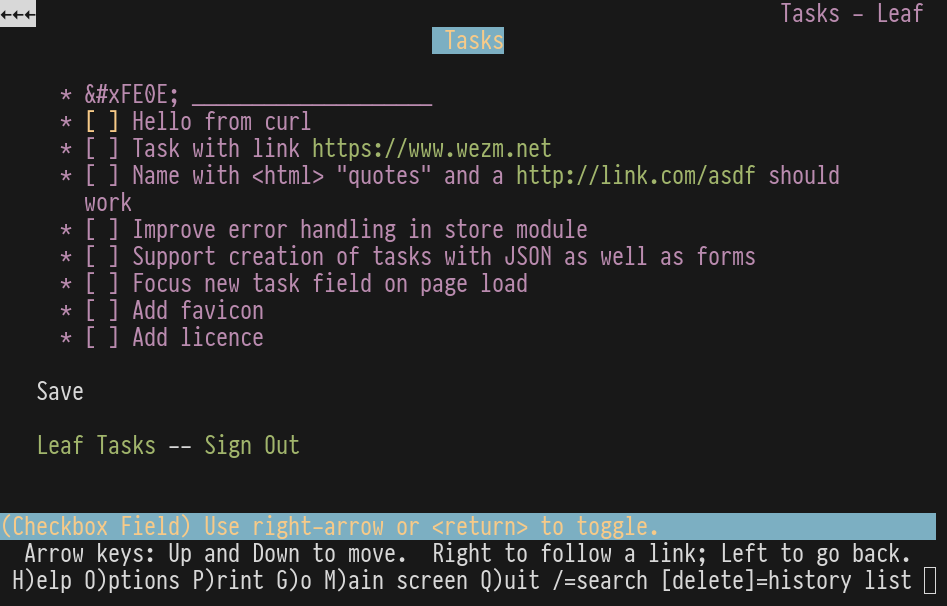 ←←← Tasks - Leaf
Tasks
* &#xFE0E; ____________________
* [ ] Hello from curl
* [ ] Task with link https://www.wezm.net
* [ ] Name with <html> "quotes" and a http://link.com/asdf should
work
* [ ] Improve error handling in store module
* [ ] Support creation of tasks with JSON as well as forms
* [ ] Focus new task field on page load
* [ ] Add favicon
* [ ] Add licence
Save
Leaf Tasks -- Sign Out
(Checkbox Field) Use right-arrow or <return> to toggle.
Arrow keys: Up and Down to move.  Right to follow a link; Left to go back.
H)elp O)ptions P)rint G)o M)ain screen Q)uit /=search [delete]=history list